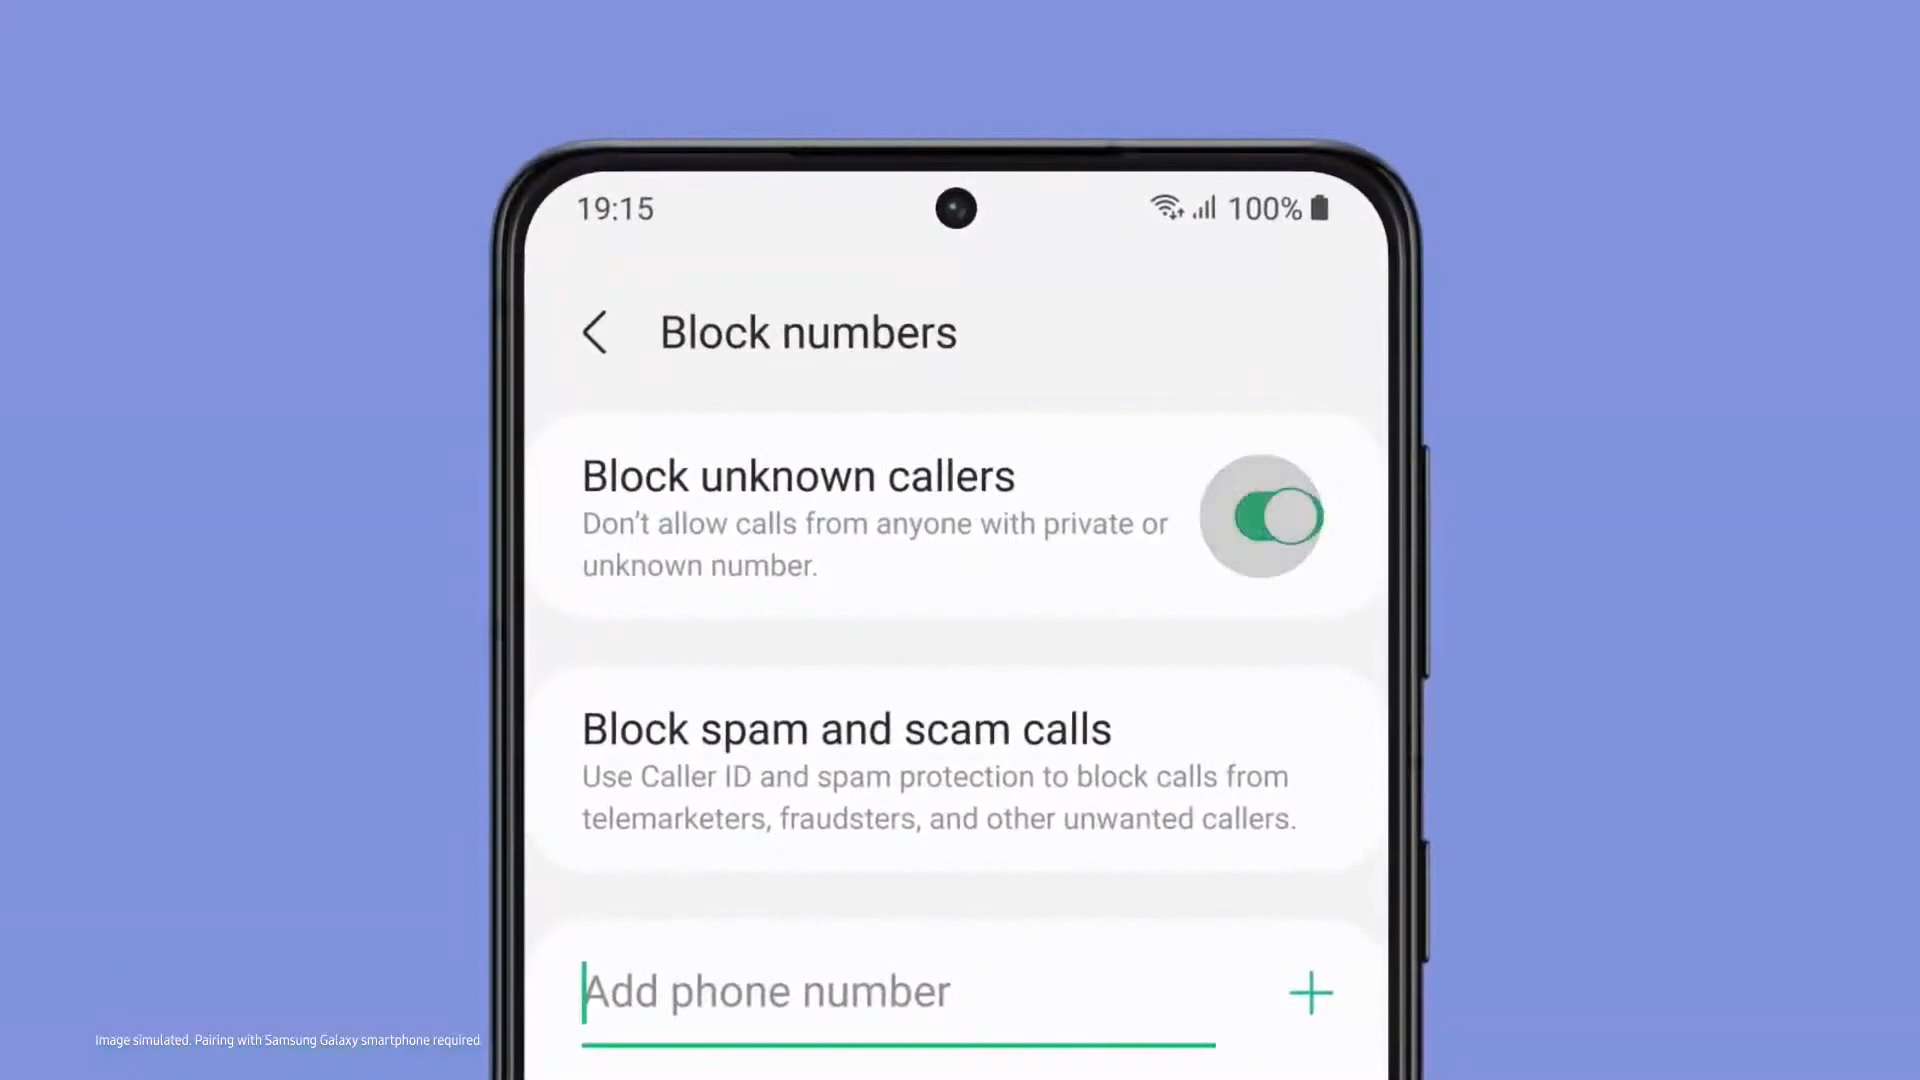 19:15
100%
Block numbers
Block unknown callers
Don't allow calls from anyone with private or
unknown number.
Block spam and scam calls
Use Caller ID and spam protection to block calls from
telemarketers, fraudsters, and other unwanted callers.
Add phone number
Image simulated. Pairing with Samsung Galaxy smartphone required.